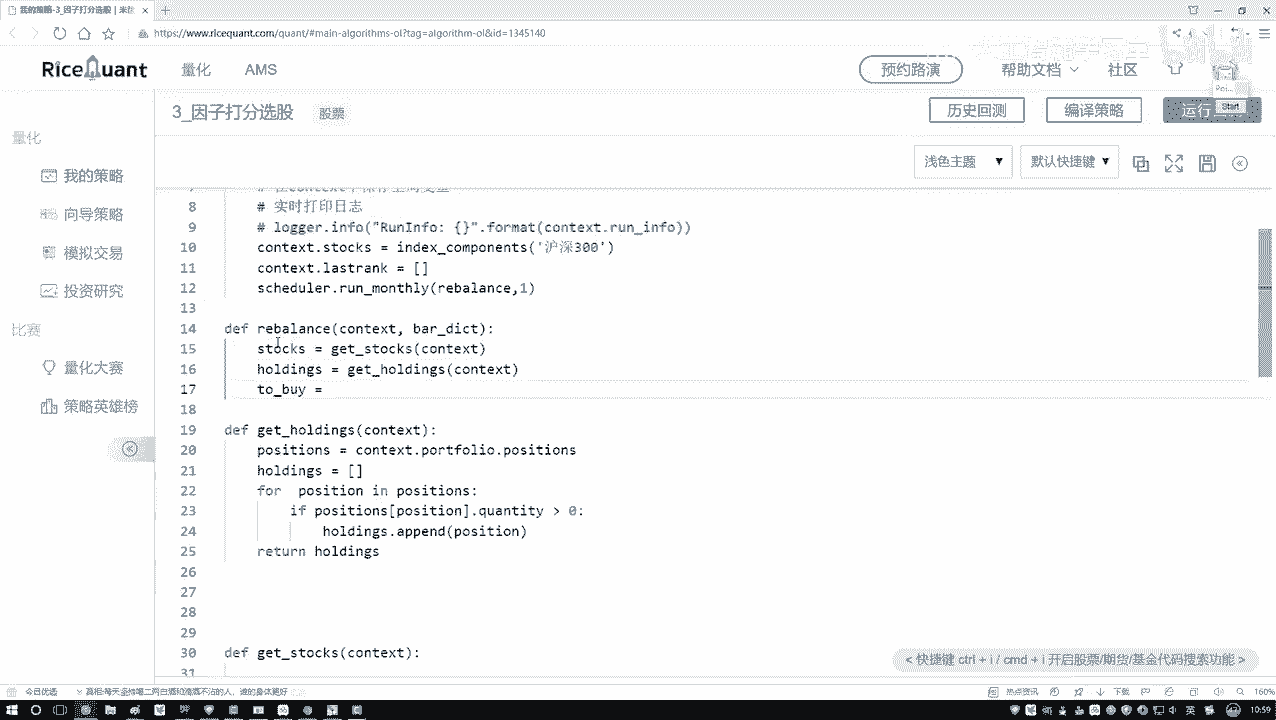 我的策略-3_因子打分选股 | 米
https://www.ricequant.com/quant/#main-algorithms-ol?tag=algorithm-ol&id=1345140
RiceQuant 量化 AMS 预约路演 帮助文档 社区
3_因子打分选股 股票 历史回测 编译策略 运行
Start
浅色主题 默认快捷键
量化
我的策略
向导策略
模拟交易
投资研究
比赛
量化大赛
策略英雄榜
8 # 实时打印日志
9 # logger.info("RunInfo: {}".format(context.run_info))
10 context.stocks = index_components('沪深300')
11 context.lastrank = []
12 scheduler.run_monthly(rebalance,1)
13
14 def rebalance(context, bar_dict):
15 stocks = get_stocks(context)
16 holdings = get_holdings(context)
17 to_buy =
18
19 def get_holdings(context):
20 positions = context.portfolio.positions
21 holdings = []
22 for  position in positions:
23 if positions[position].quantity > 0:
24 holdings.append(position)
25 return holdings
26
27
28
29
30 def get_stocks(context):
31
< 快捷键 ctrl + i / cmd + i 开启股票/期货/基金代码搜索功能 >
今日优选 热点资讯 下载 160%
10:59